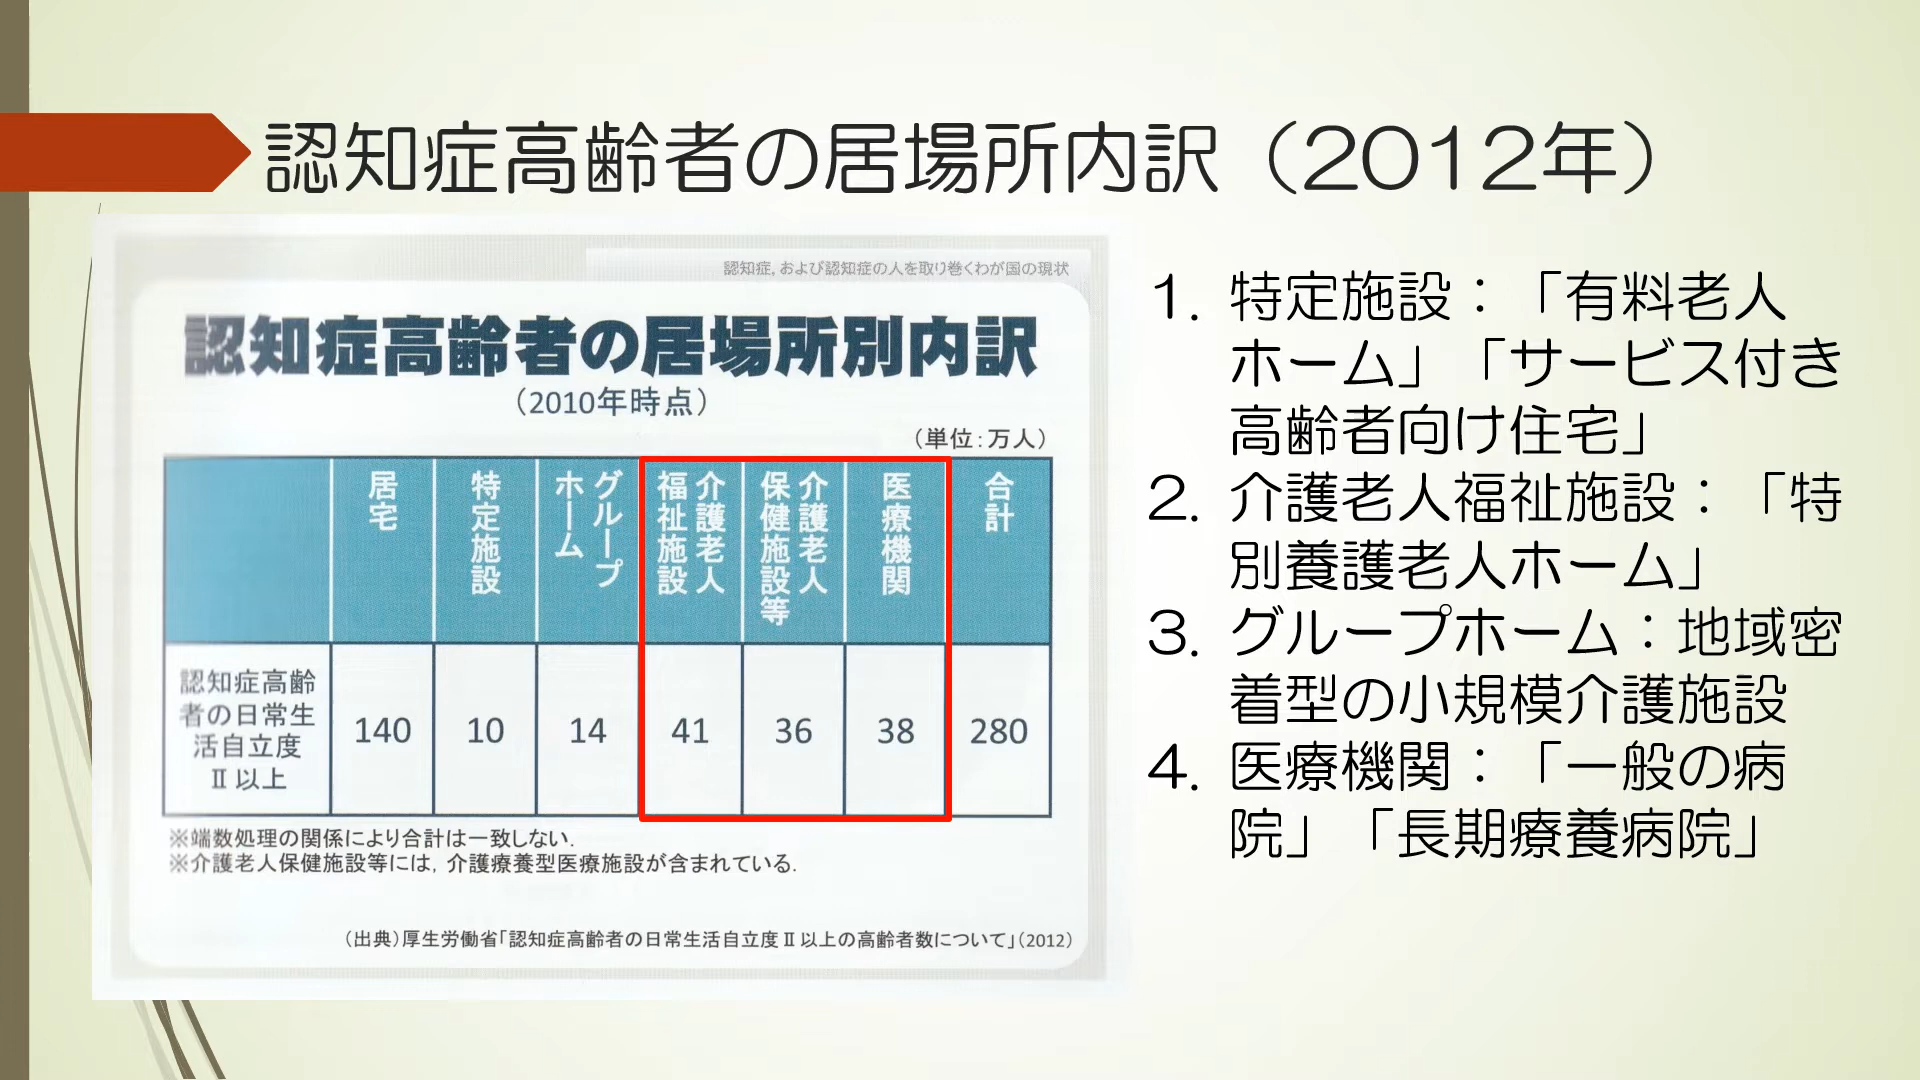 認知症高齢者の居場所内訳（2012年）
認知症,および認知症の人を取り巻くわが国の現状
認知症高齢者の居場所別内訳
（2010年時点）
（単位：万人）
居宅
特定施設
グループホーム
介護老人福祉施設
介護老人保健施設等
医療機関
合計
認知症高齢
者の日常生
活自立度
Ⅱ以上
140 10 14 41 36 38 280
※端数処理の関係により合計は一致しない.
※介護老人保健施設等には,介護療養型医療施設が含まれている.
（出典）厚生労働省「認知症高齢者の日常生活自立度Ⅱ以上の高齢者数について」（2012）
1. 特定施設：「有料老人
ホーム」「サービス付き
高齢者向け住宅」
2. 介護老人福祉施設：「特
別養護老人ホーム」
3. グループホーム：地域密
着型の小規模介護施設
4. 医療機関：「一般の病
院」「長期療養病院」